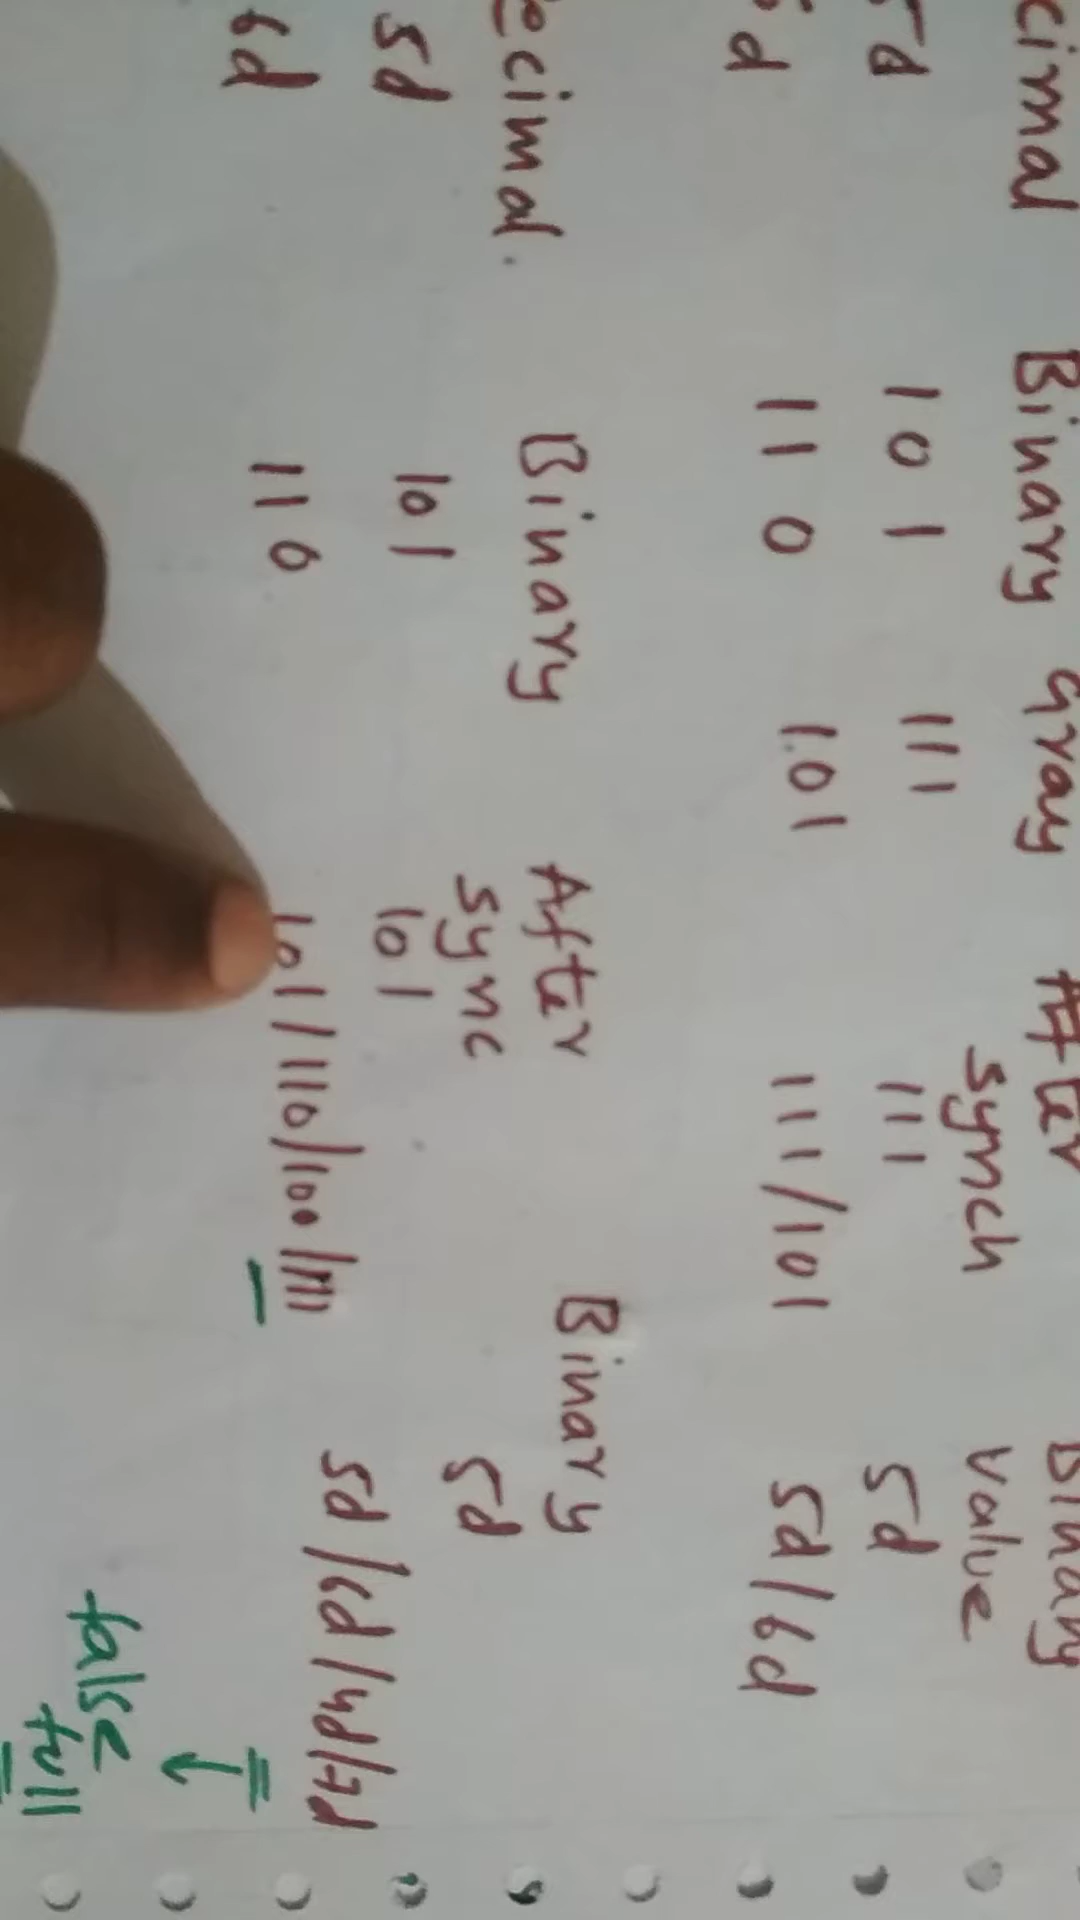 cimal Binary Gray After Binary
synch value
5d 101 111 111 5d
d 110 101 111/101 5d/6d
ecimal. Binary After Binary
sync
5d 101 101 5d
6d 110 101/110/100/111 5d/6d/4d/7d
false
full